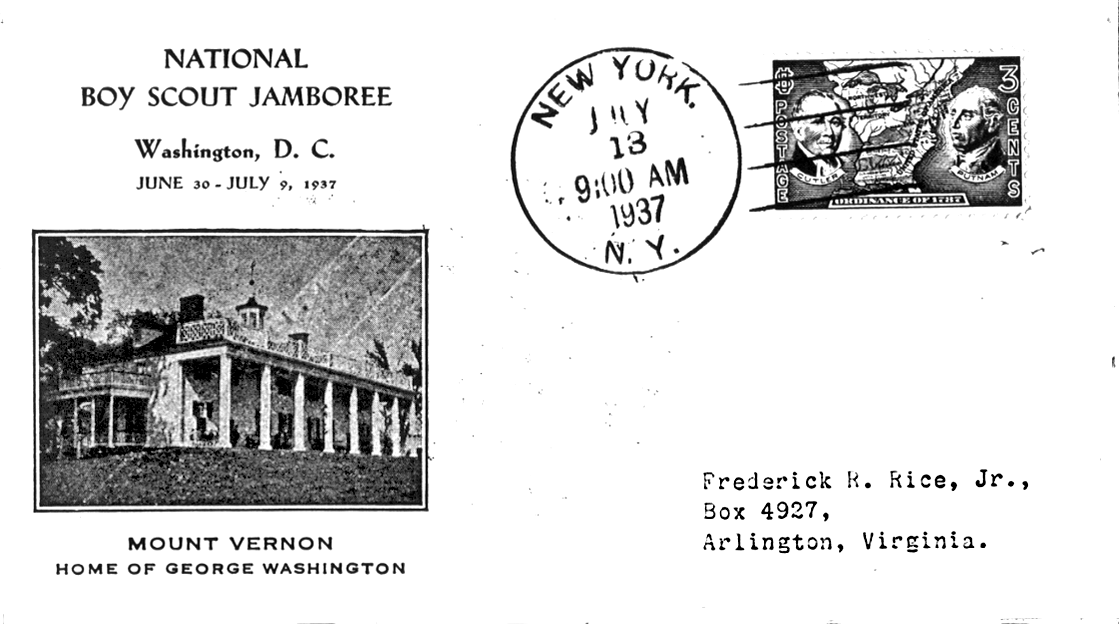 NATIONAL
BOY SCOUT JAMBOREE
Washington, D. C.
JUNE 30 - JULY 9, 1937
MOUNT VERNON
HOME OF GEORGE WASHINGTON
NEW YORK.
JULY
13
9:00 AM
1937
N. Y.
U S POSTAGE
3 CENTS
CUTLER
PUTNAM
ORDINANCE OF 1787
Frederick R. Rice, Jr.,
Box 4927,
Arlington, Virginia.